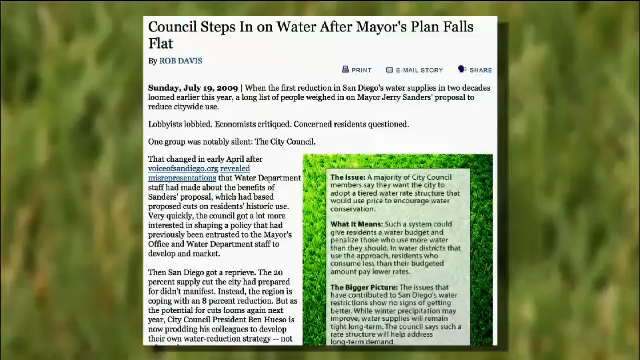 Council Steps In on Water After Mayor's Plan Falls
Flat
By ROB DAVIS
PRINT E-MAIL STORY SHARE
Sunday, July 19, 2009 | When the first reduction in San Diego's water supplies in two decades
loomed earlier this year, a long list of people weighed in on Mayor Jerry Sanders' proposal to
reduce citywide use.
Lobbyists lobbied. Economists critiqued. Concerned residents questioned.
One group was notably silent: The City Council.
That changed in early April after
voiceofsandiego.org revealed
misrepresentations that Water Department
staff had made about the benefits of
Sanders' proposal, which had based
proposed cuts on residents' historic use.
Very quickly, the council got a lot more
interested in shaping a policy that had
previously been entrusted to the Mayor's
Office and Water Department staff to
develop and market.
Then San Diego got a reprieve. The 20
percent supply cut the city had prepared
for didn't manifest. Instead, the region is
coping with an 8 percent reduction. But as
the potential for cuts looms again next
year, City Council President Ben Hueso is
now prodding his colleagues to develop
their own water-reduction strategy -- not
The Issue: A majority of City Council
members say they want the city to
adopt a tiered water rate structure that
would use price to encourage water
conservation.
What It Means: Such a system could
give residents a water budget and
penalize those who use more water
than they should. In water districts that
use the approach, residents who
consume less than their budgeted
amount pay lower rates.
The Bigger Picture: The issues that
have contributed to San Diego's water
restrictions show no signs of getting
better. While winter precipitation may
improve, water supplies will remain
tight long-term. The council says such a
rate structure will help address
long-term demand.